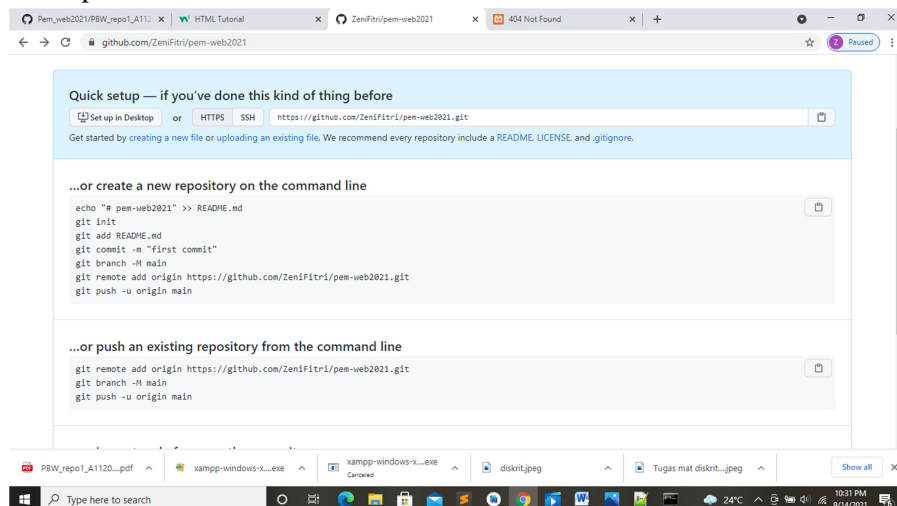 Pem_web2021/PBW_repo1_A112
HTML Tutorial
ZeniFitri/pem-web2021
404 Not Found
github.com/ZeniFitri/pem-web2021
Z Paused
Quick setup — if you've done this kind of thing before
Set up in Desktop or HTTPS SSH https://github.com/ZeniFitri/pem-web2021.git
Get started by creating a new file or uploading an existing file. We recommend every repository include a README, LICENSE, and .gitignore.
...or create a new repository on the command line
echo "# pem-web2021" >> README.md
git init
git add README.md
git commit -m "first commit"
git branch -M main
git remote add origin https://github.com/ZeniFitri/pem-web2021.git
git push -u origin main
...or push an existing repository from the command line
git remote add origin https://github.com/ZeniFitri/pem-web2021.git
git branch -M main
git push -u origin main
PBW_repo1_A1120....pdf
xampp-windows-x....exe
xampp-windows-x....exe
Canceled
diskrit.jpeg
Tugas mat diskrit....jpeg
Show all
Type here to search
24°C
10:31 PM
9/14/2021